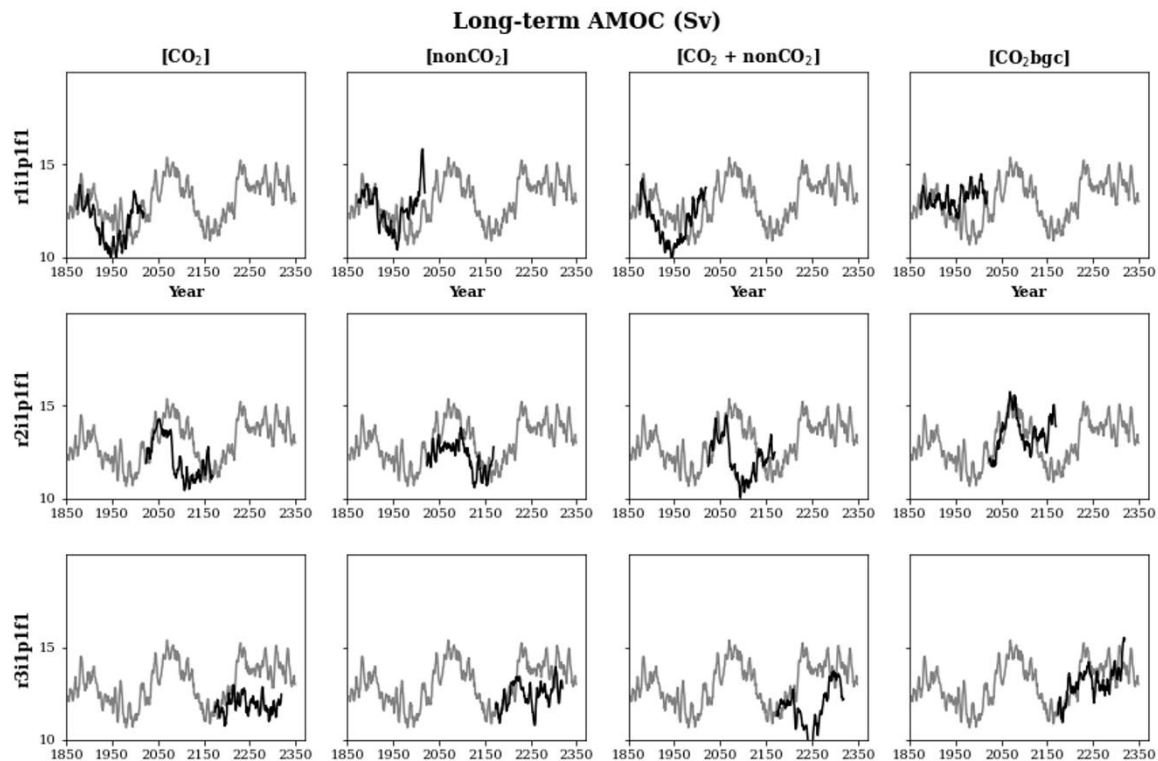 Long-term AMOC (Sv)
[CO₂] [nonCO₂] [CO₂ + nonCO₂] [CO₂bgc]
r1i1p1f1
15
10
1850 1950 2050 2150 2250 2350 1850 1950 2050 2150 2250 2350 1850 1950 2050 2150 2250 2350 1850 1950 2050 2150 2250 2350
Year Year Year Year
r2i1p1f1
15
10
1850 1950 2050 2150 2250 2350 1850 1950 2050 2150 2250 2350 1850 1950 2050 2150 2250 2350 1850 1950 2050 2150 2250 2350
r3i1p1f1
15
10
1850 1950 2050 2150 2250 2350 1850 1950 2050 2150 2250 2350 1850 1950 2050 2150 2250 2350 1850 1950 2050 2150 2250 2350